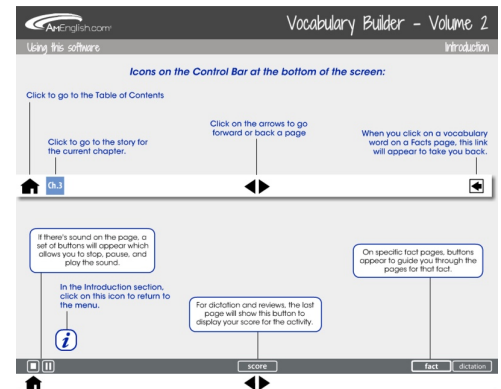 AMEnglish.com
Vocabulary Builder - Volume 2
Using this software
Introduction
Icons on the Control Bar at the bottom of the screen:
Click to go to the Table of Contents
Click to go to the story for
the current chapter.
Click on the arrows to go
forward or back a page
When you click on a vocabulary
word on a Facts page, this link
will appear to take you back.
Ch.3
If there's sound on the page, a
set of buttons will appear which
allows you to stop, pause, and
play the sound.
In the Introduction section,
click on this icon to return to
the menu.
i
For dictation and reviews, the last
page will show this button to
display your score for the activity.
On specific fact pages, buttons
appear to guide you through the
pages for that fact.
score
fact
dictation